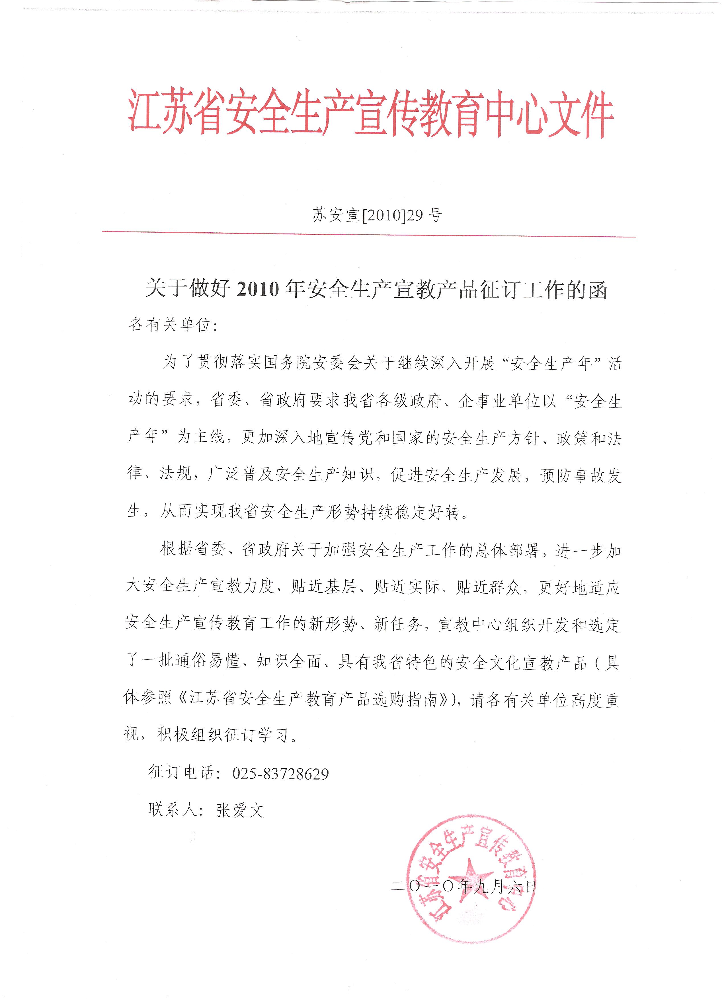 江苏省安全生产宣传教育中心文件
苏安宣[2010]29 号
关于做好 2010 年安全生产宣教产品征订工作的函
各有关单位：
为了贯彻落实国务院安委会关于继续深入开展“安全生产年”活
动的要求，省委、省政府要求我省各级政府、企事业单位以“安全生
产年”为主线，更加深入地宣传党和国家的安全生产方针、政策和法
律、法规，广泛普及安全生产知识，促进安全生产发展，预防事故发
生，从而实现我省安全生产形势持续稳定好转。
根据省委、省政府关于加强安全生产工作的总体部署，进一步加
大安全生产宣教力度，贴近基层、贴近实际、贴近群众，更好地适应
安全生产宣传教育工作的新形势、新任务，宣教中心组织开发和选定
了一批通俗易懂、知识全面、具有我省特色的安全文化宣教产品（具
体参照《江苏省安全生产教育产品选购指南》），请各有关单位高度重
视，积极组织征订学习。
征订电话：025-83728629
联系人：张爱文
江苏省安全生产宣传教育中心
二〇一〇年九月六日